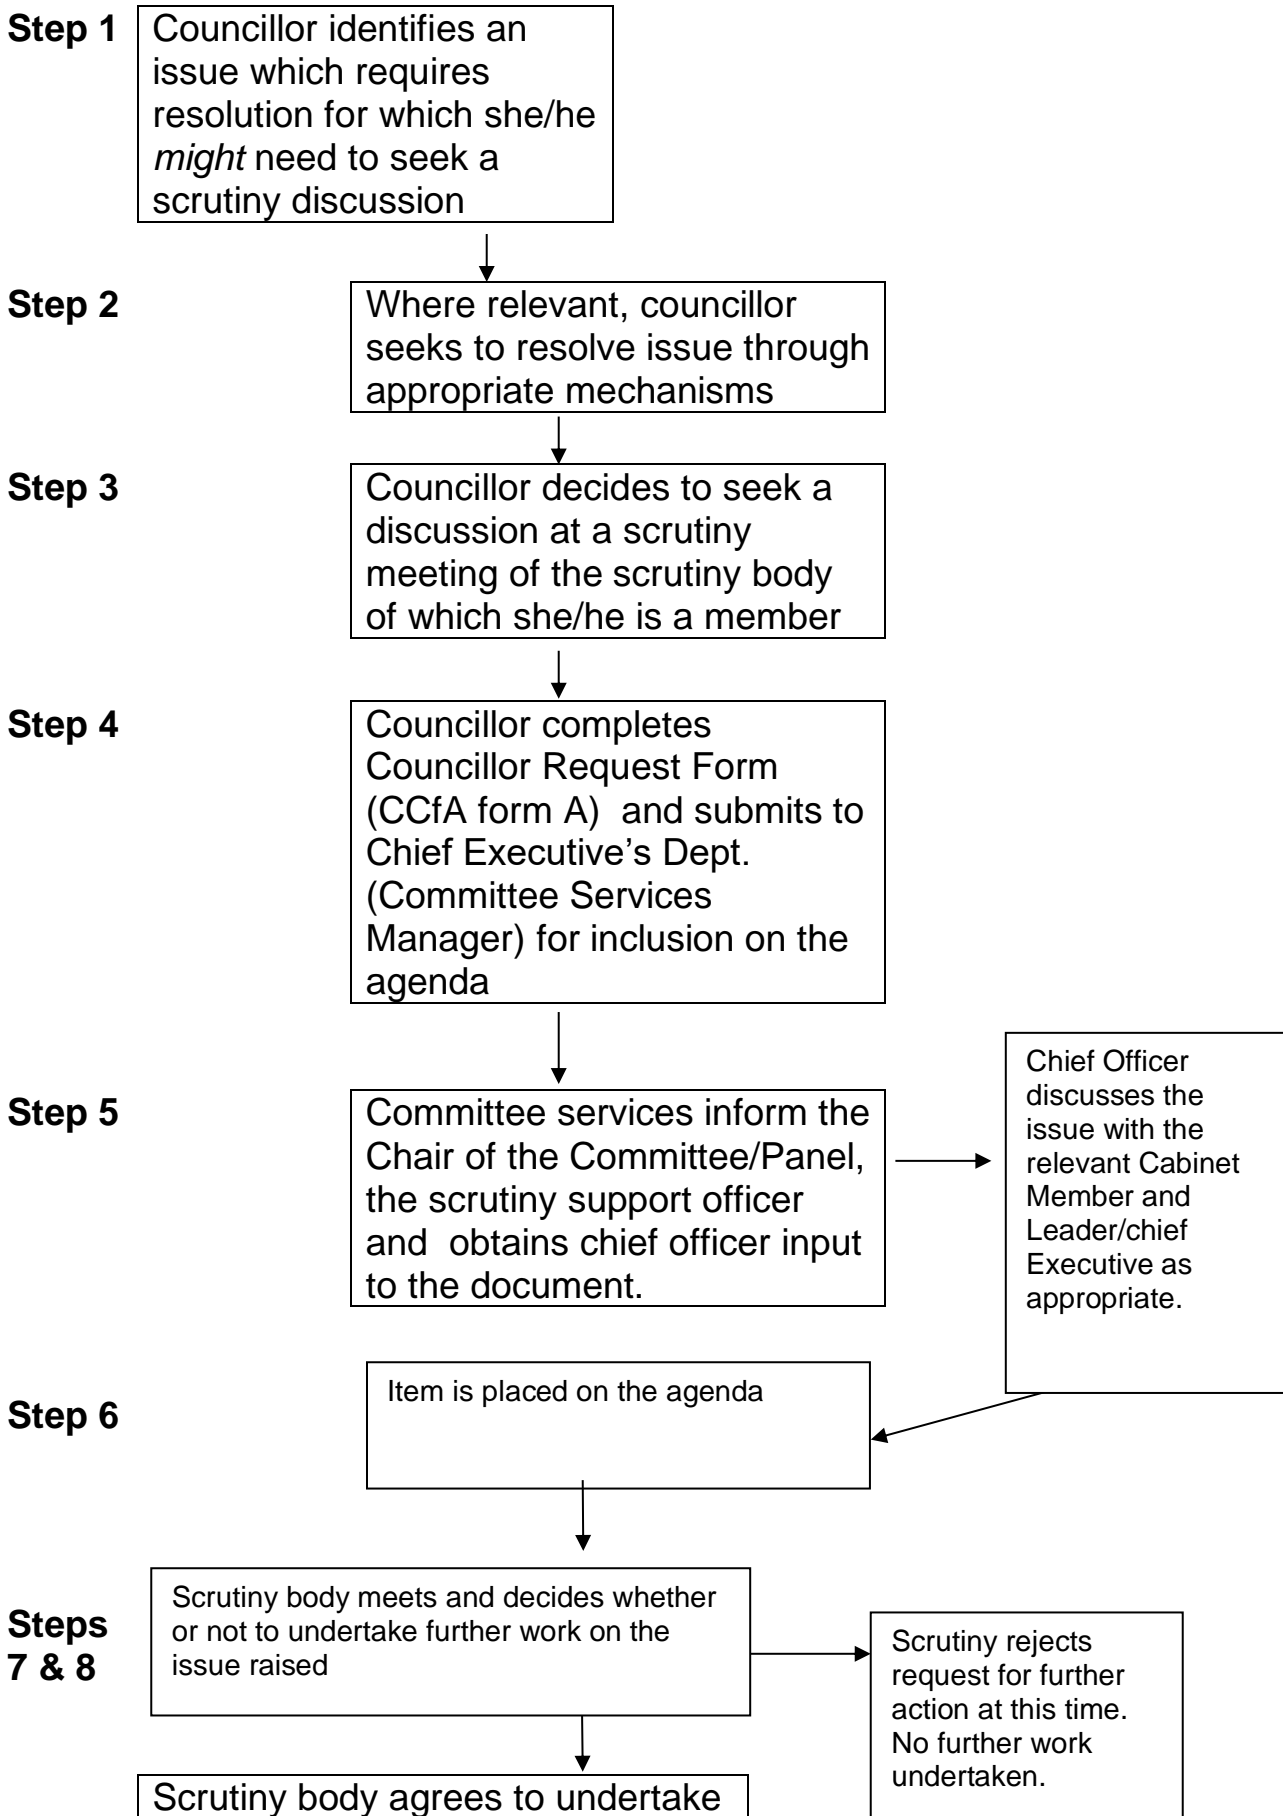 Step 1
Councillor identifies an
issue which requires
resolution for which she/he
might need to seek a
scrutiny discussion
Step 2
Where relevant, councillor
seeks to resolve issue through
appropriate mechanisms
Step 3
Councillor decides to seek a
discussion at a scrutiny
meeting of the scrutiny body
of which she/he is a member
Step 4
Councillor completes
Councillor Request Form
(CCfA form A)  and submits to
Chief Executive’s Dept.
(Committee Services
Manager) for inclusion on the
agenda
Step 5
Committee services inform the
Chair of the Committee/Panel,
the scrutiny support officer
and  obtains chief officer input
to the document.
Chief Officer
discusses the
issue with the
relevant Cabinet
Member and
Leader/chief
Executive as
appropriate.
Step 6
Item is placed on the agenda
Steps
7 & 8
Scrutiny body meets and decides whether
or not to undertake further work on the
issue raised
Scrutiny rejects
request for further
action at this time.
No further work
undertaken.
Scrutiny body agrees to undertake